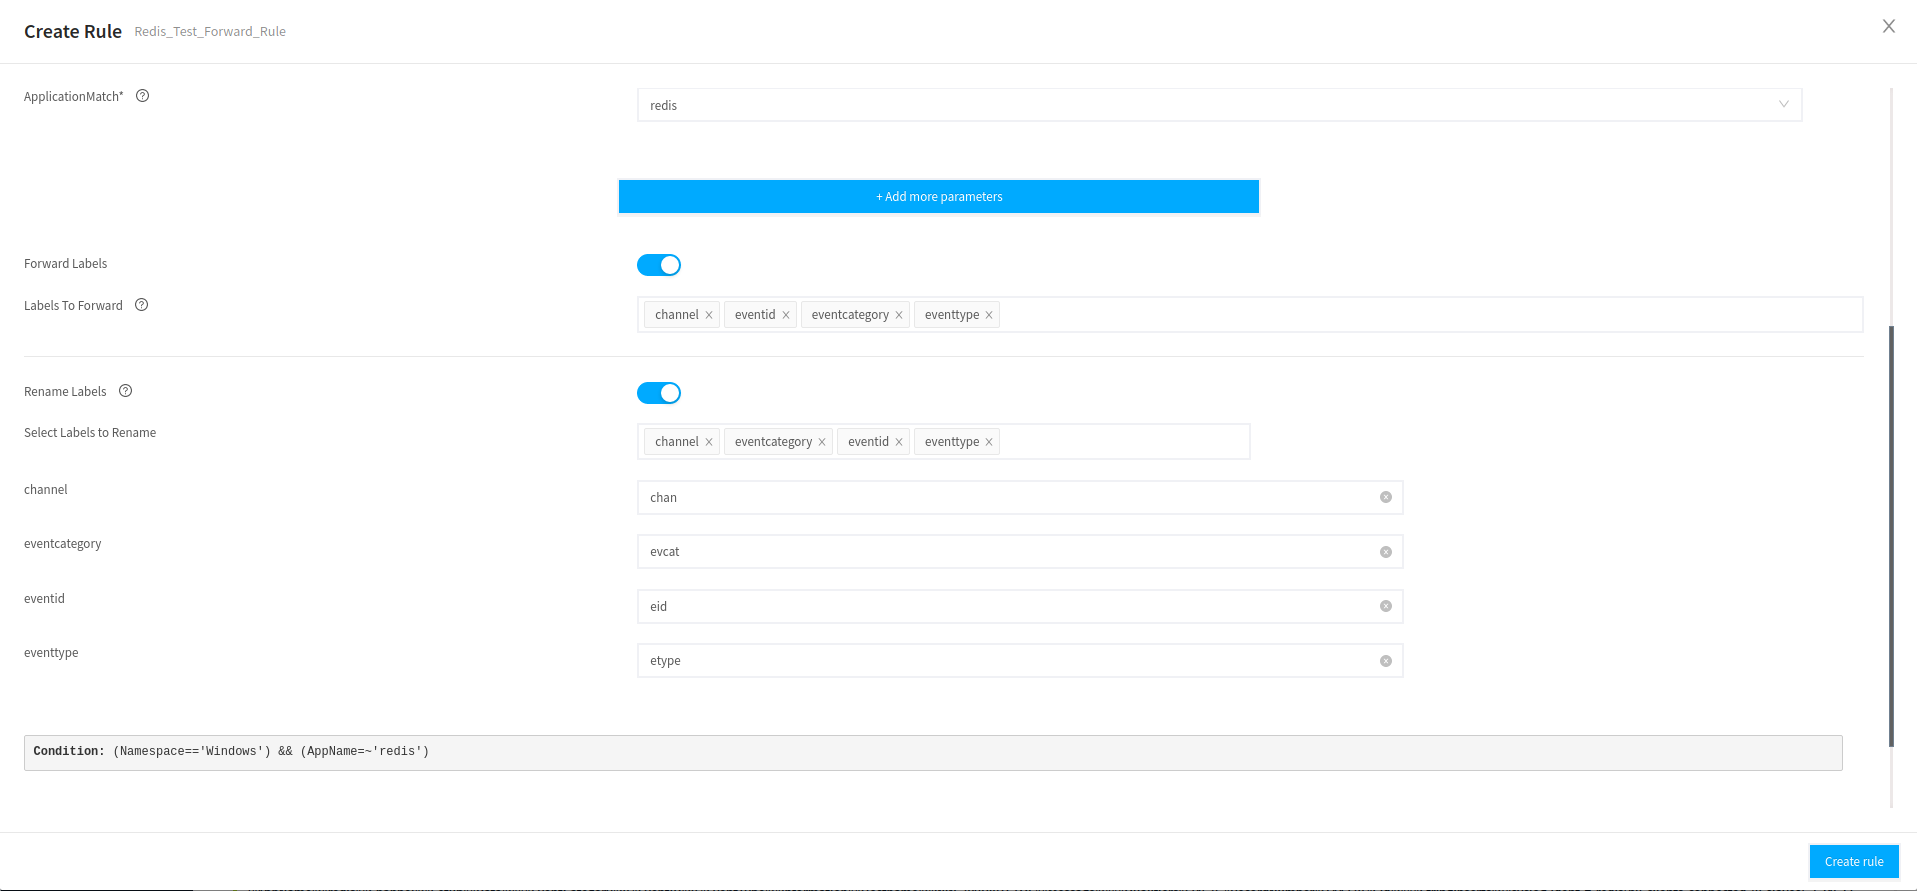 Create Rule Redis_Test_Forward_Rule
ApplicationMatch*
redis
+ Add more parameters
Forward Labels
Labels To Forward
channel eventid eventcategory eventtype
Rename Labels
Select Labels to Rename
channel eventcategory eventid eventtype
channel
chan
eventcategory
evcat
eventid
eid
eventtype
etype
Condition: (Namespace=='Windows') && (AppName=~'redis')
Create rule